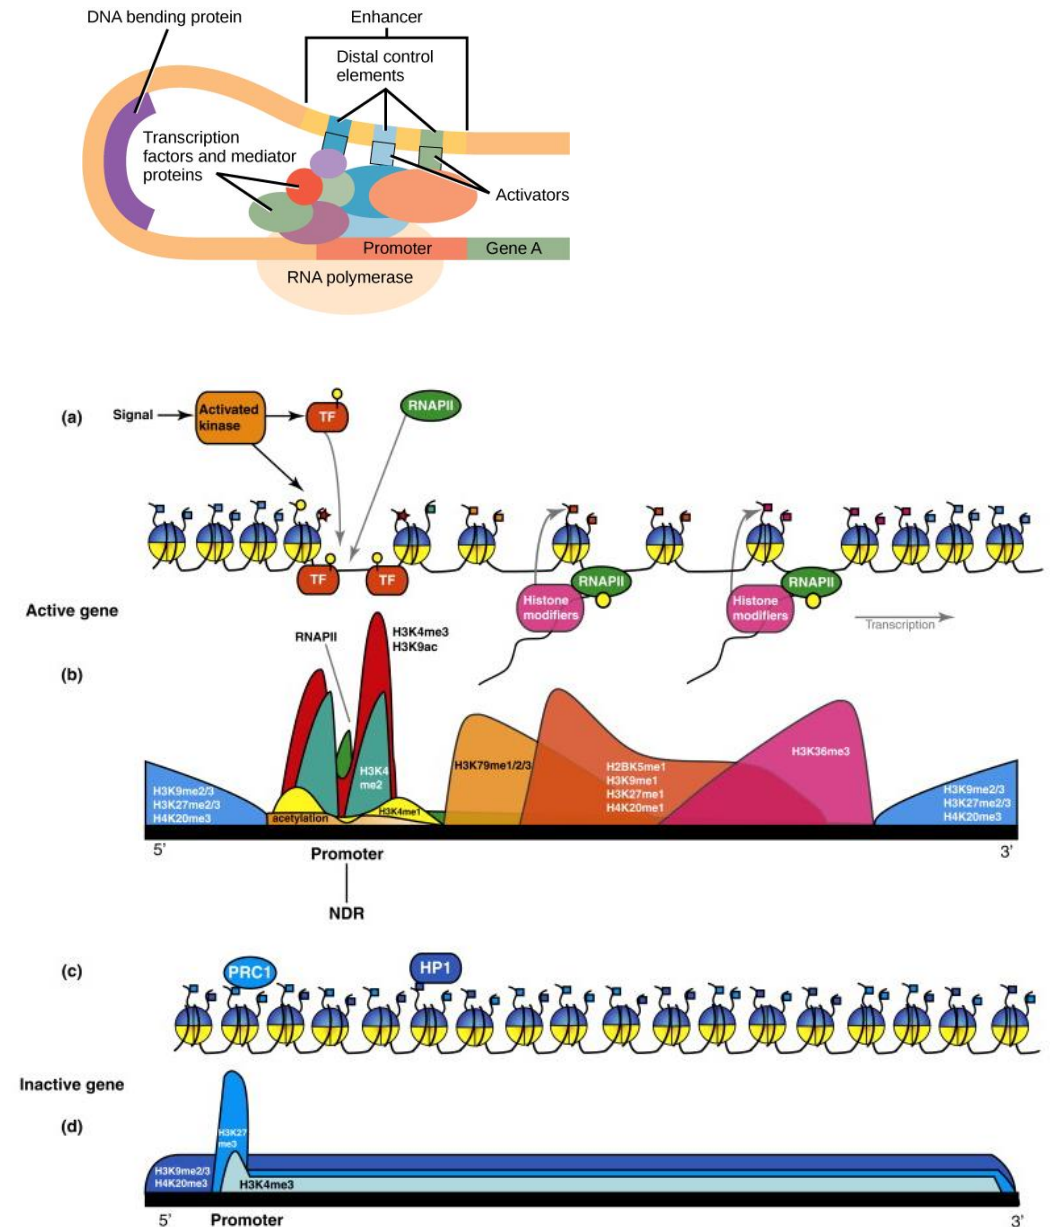 DNA bending protein
Enhancer
Distal control
elements
Transcription
factors and mediator
proteins
Activators
Promoter
Gene A
RNA polymerase
(a)
Signal
Activated
kinase
TF
RNAPII
TF
TF
RNAPII
RNAPII
Histone
modifiers
Histone
modifiers
Transcription
Active gene
RNAPII
H3K4me3
H3K9ac
(b)
H3K9me2/3
H3K27me2/3
H4K20me3
acetylation
H3K4
me2
H3K4me1
H3K79me1/2/3
H2BK5me1
H3K9me1
H3K27me1
H4K20me1
H3K36me3
H3K9me2/3
H3K27me2/3
H4K20me3
5'
3'
Promoter
NDR
(c)
PRC1
HP1
Inactive gene
(d)
H3K27
me3
H3K9me2/3
H4K20me3
H3K4me3
5'
Promoter
3'